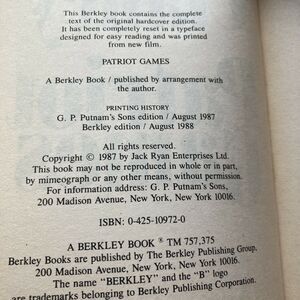 This Berkley book contains the complete
text of the original hardcover edition.
It has been completely reset in a typeface
designed for easy reading and was printed
from new film.
PATRIOT GAMES
A Berkley Book / published by arrangement with
the author.
PRINTING HISTORY
G. P. Putnam's Sons edition / August 1987
Berkley edition / August 1988
All rights reserved.
Copyright © 1987 by Jack Ryan Enterprises Ltd.
This book may not be reproduced in whole or in part,
by mimeograph or any other means, without permission.
For information address: G. P. Putnam's Sons,
200 Madison Avenue, New York, New York 10016.
ISBN: 0-425-10972-0
A BERKLEY BOOK ® TM 757,375
Berkley Books are published by The Berkley Publishing Group,
200 Madison Avenue, New York, New York 10016.
The name "BERKLEY" and the "B" logo
are trademarks belonging to Berkley Publishing Corporation.